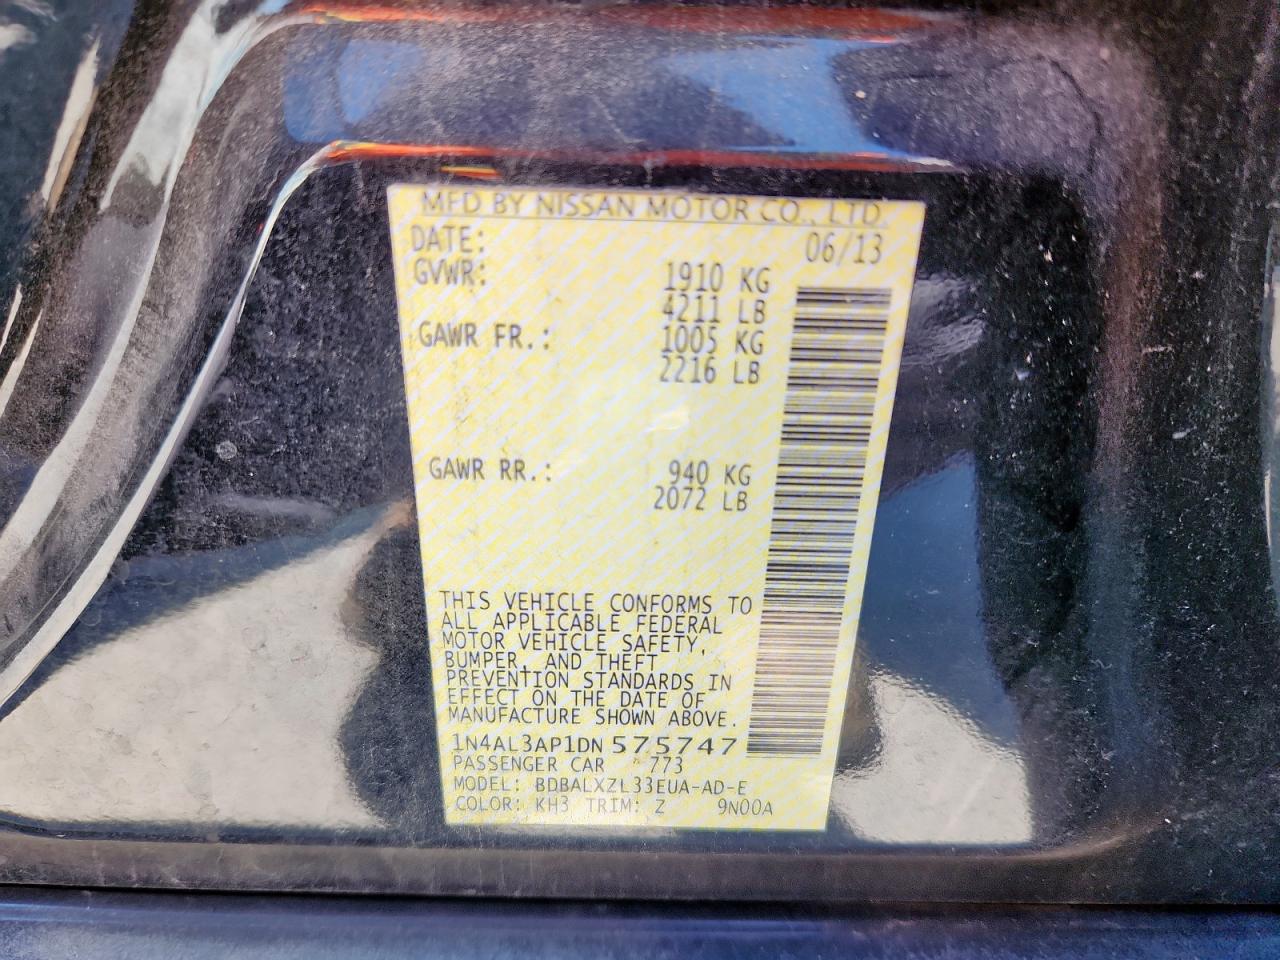 MFD BY NISSAN MOTOR CO., LTD.
DATE: 06/13
GVWR: 1910 KG
4211 LB
GAWR FR.: 1005 KG
2216 LB
GAWR RR.: 940 KG
2072 LB
THIS VEHICLE CONFORMS TO
ALL APPLICABLE FEDERAL
MOTOR VEHICLE SAFETY,
BUMPER, AND THEFT
PREVENTION STANDARDS IN
EFFECT ON THE DATE OF
MANUFACTURE SHOWN ABOVE.
1N4AL3AP1DN575747
PASSENGER CAR 773
MODEL: BDBALXZL33EUA-AD-E
COLOR: KH3 TRIM: Z 9N00A